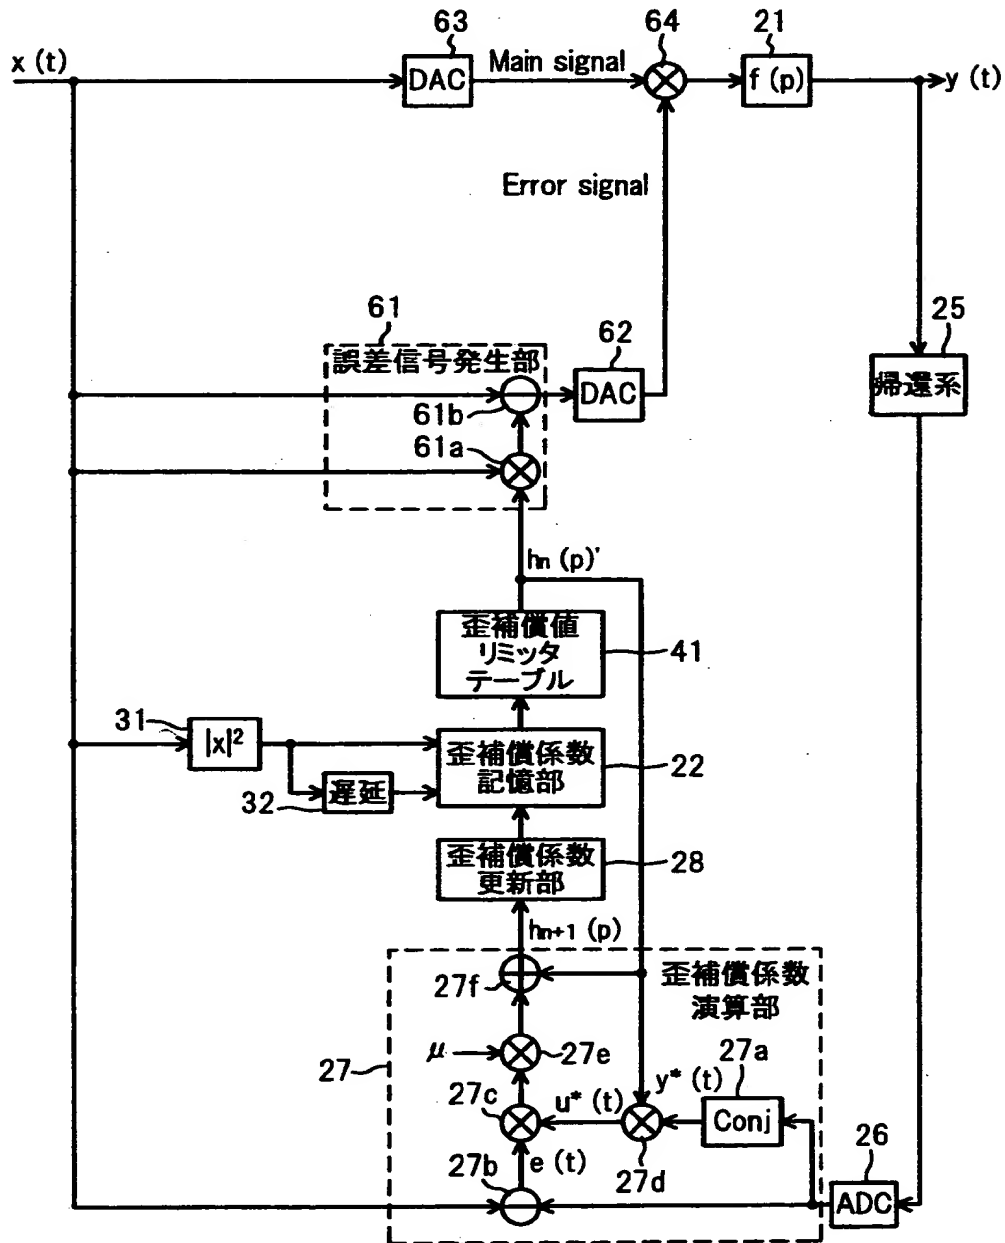 63
64
21
x (t)
DAC
Main signal
f (p)
y (t)
Error signal
61
62
25
誤差信号発生部
DAC
帰還系
61b
61a
hn (p)'
歪補償値
リミッタ
テーブル
41
31
|x|²
歪補償係数
記憶部
22
32
遅延
歪補償係数
更新部
28
hn+1 (p)
27f
歪補償係数
演算部
27
μ
27e
27a
27c
u* (t)
y* (t)
Conj
27b
e (t)
27d
26
ADC